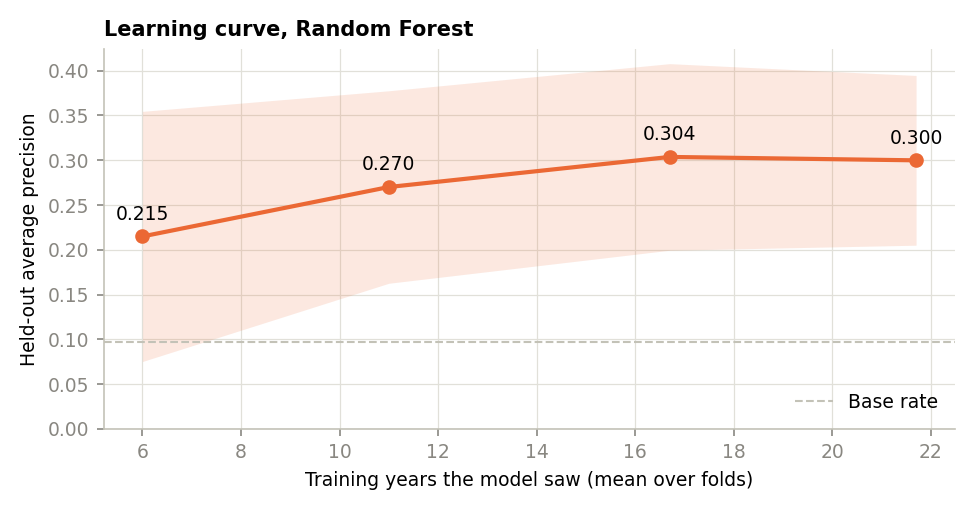 Learning curve, Random Forest
Held-out average precision
0.40
0.35
0.30
0.25
0.20
0.15
0.10
0.05
0.00
0.215
0.270
0.304
0.300
Base rate
6 8 10 12 14 16 18 20 22
Training years the model saw (mean over folds)